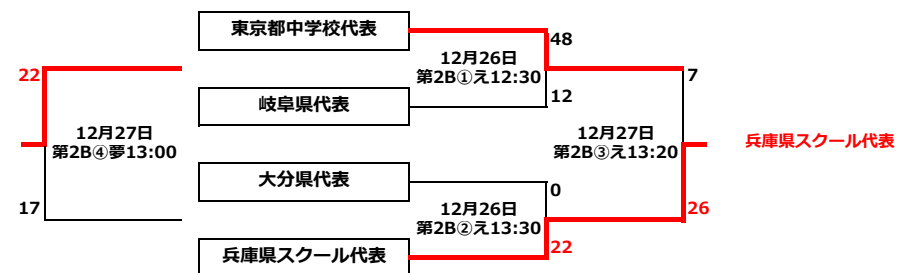 東京都中学校代表
48
12月26日
第2B①え12:30
22
7
12
岐阜県代表
12月27日
第2B④夢13:00
12月27日
第2B③え13:20
兵庫県スクール代表
大分県代表
0
17
12月26日
第2B②え13:30
26
22
兵庫県スクール代表